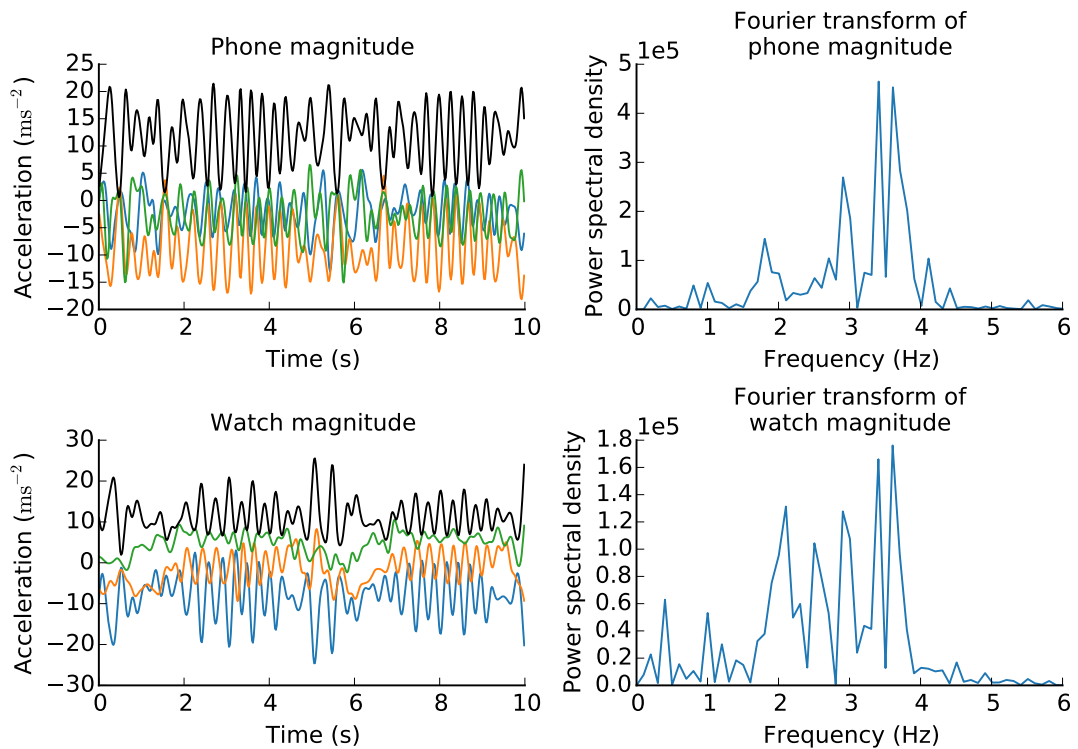 Phone magnitude
Acceleration (ms⁻²)
25
20
15
10
5
0
−5
−10
−15
−20
0 2 4 6 8 10
Time (s)
Fourier transform of
phone magnitude
1e5
Power spectral density
5
4
3
2
1
0
0 1 2 3 4 5 6
Frequency (Hz)
Watch magnitude
Acceleration (ms⁻²)
30
20
10
0
−10
−20
−30
0 2 4 6 8 10
Time (s)
Fourier transform of
watch magnitude
1e5
Power spectral density
1.8
1.6
1.4
1.2
1.0
0.8
0.6
0.4
0.2
0.0
0 1 2 3 4 5 6
Frequency (Hz)